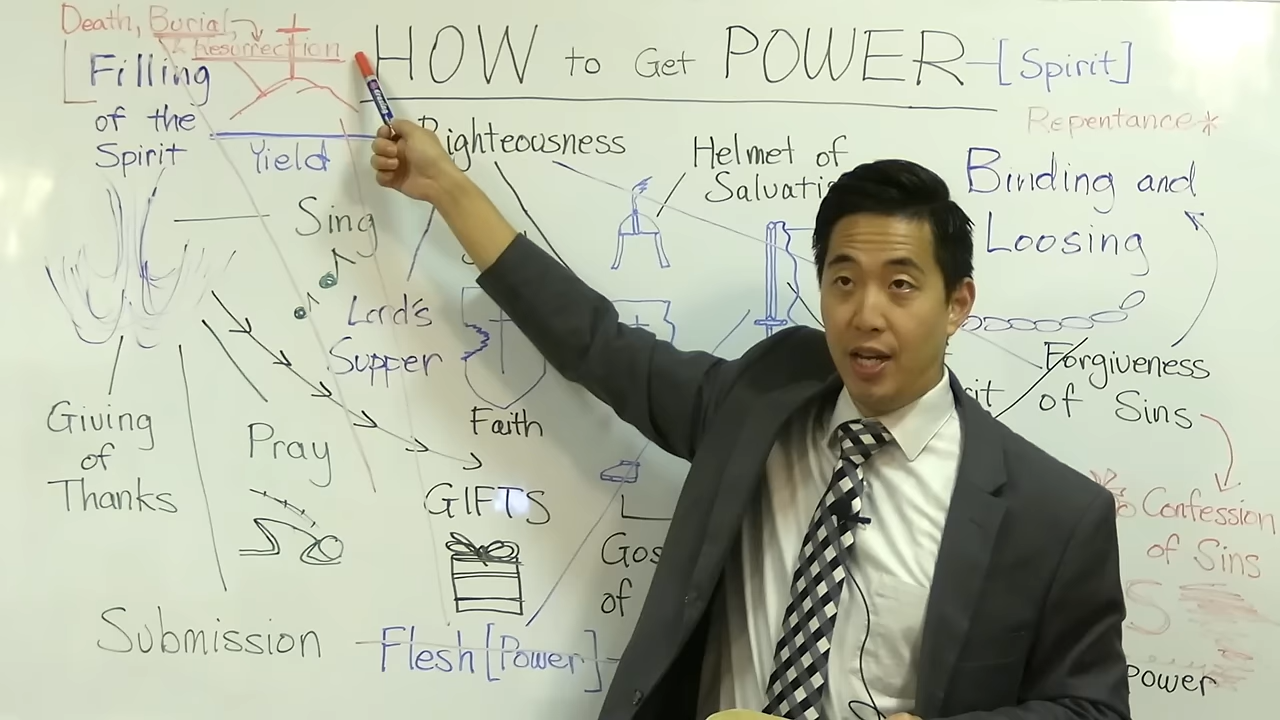 Death, Burial,
& Resurrection
HOW to Get POWER-[Spirit]
Filling
of the
Spirit
Yield
Righteousness
Helmet of
Repentance*
Binding and
Loosing
Sing
Lord's
Supper
Faith
Forgiveness
of Sins
Giving
of
Thanks
Pray
GIFTS
Confession
of Sins
of
Submission
Flesh [Power]
Power